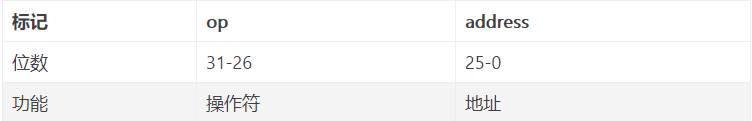 标记 op address
位数 31-26 25-0
功能 操作符 地址